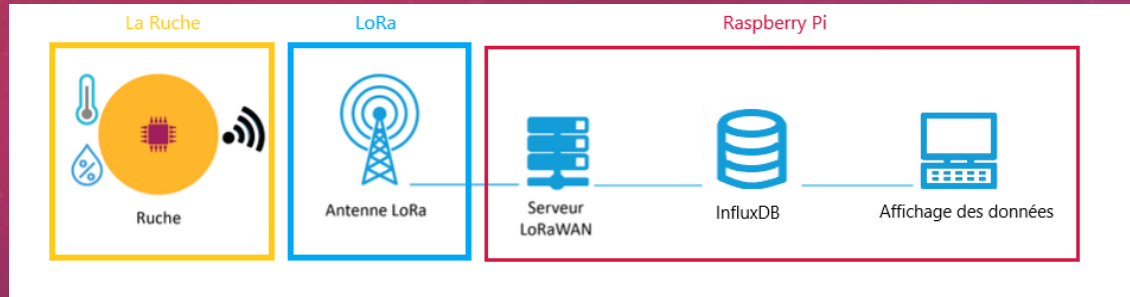 La Ruche
LoRa
Raspberry Pi
%
Ruche
Antenne LoRa
Serveur
LoRaWAN
InfluxDB
Affichage des données